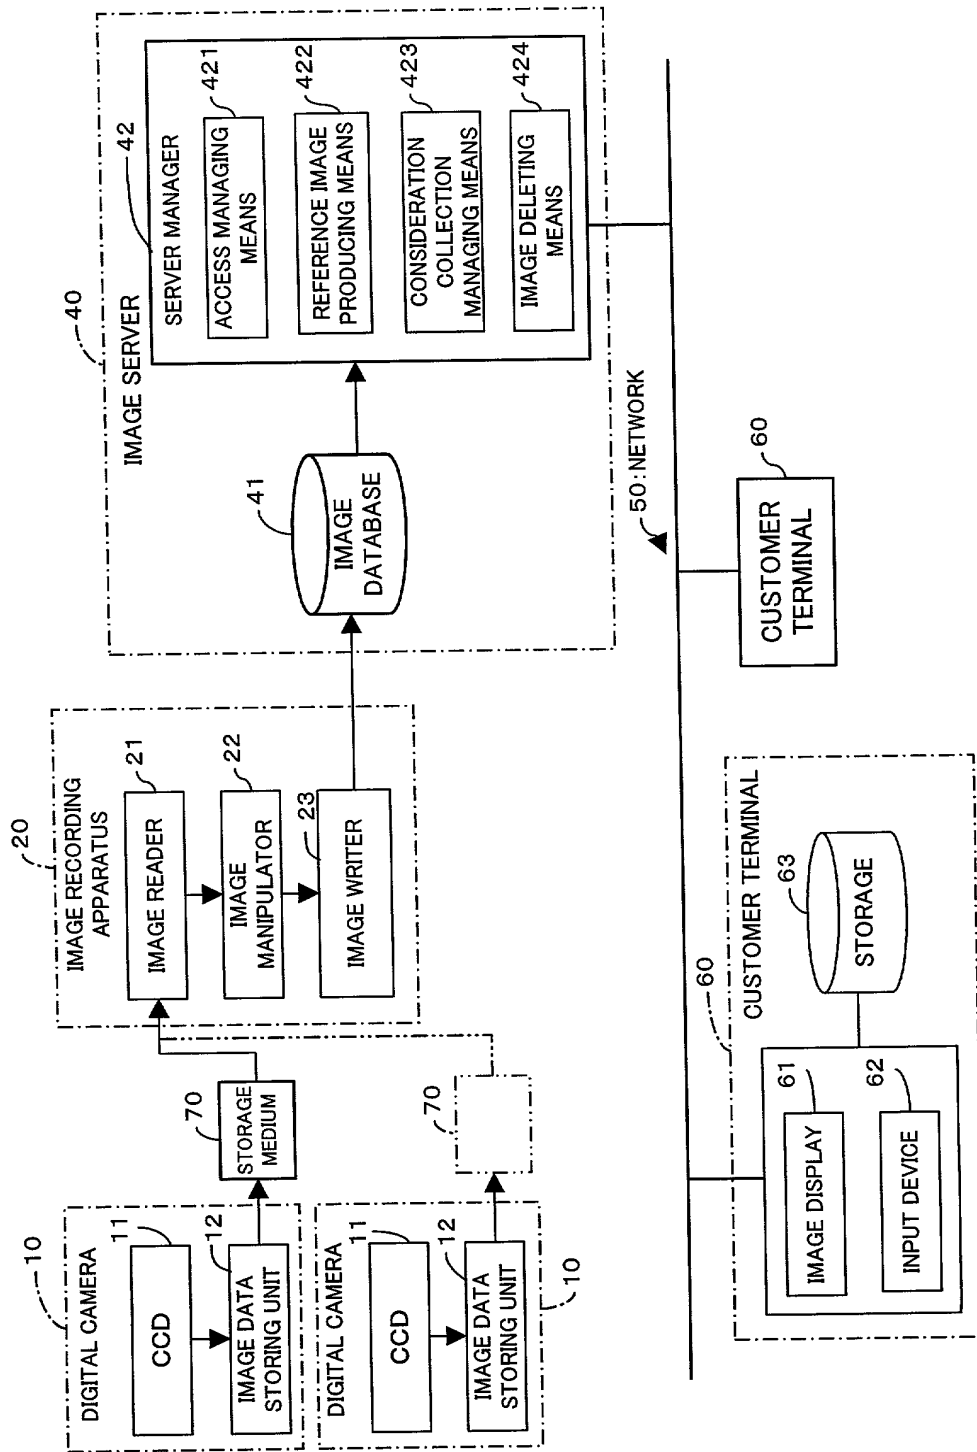 10
DIGITAL CAMERA
CCD
11
IMAGE DATA
STORING UNIT
12
DIGITAL CAMERA
CCD
11
IMAGE DATA
STORING UNIT
12
10
70
STORAGE
MEDIUM
70
20
IMAGE RECORDING
APPARATUS
IMAGE READER
21
IMAGE
MANIPULATOR
22
IMAGE WRITER
23
40
IMAGE SERVER
41
IMAGE
DATABASE
42
SERVER MANAGER
ACCESS MANAGING
MEANS
421
REFERENCE IMAGE
PRODUCING MEANS
422
CONSIDERATION
COLLECTION
MANAGING MEANS
423
IMAGE DELETING
MEANS
424
50:NETWORK
60
CUSTOMER TERMINAL
61
IMAGE DISPLAY
62
INPUT DEVICE
63
STORAGE
60
CUSTOMER
TERMINAL